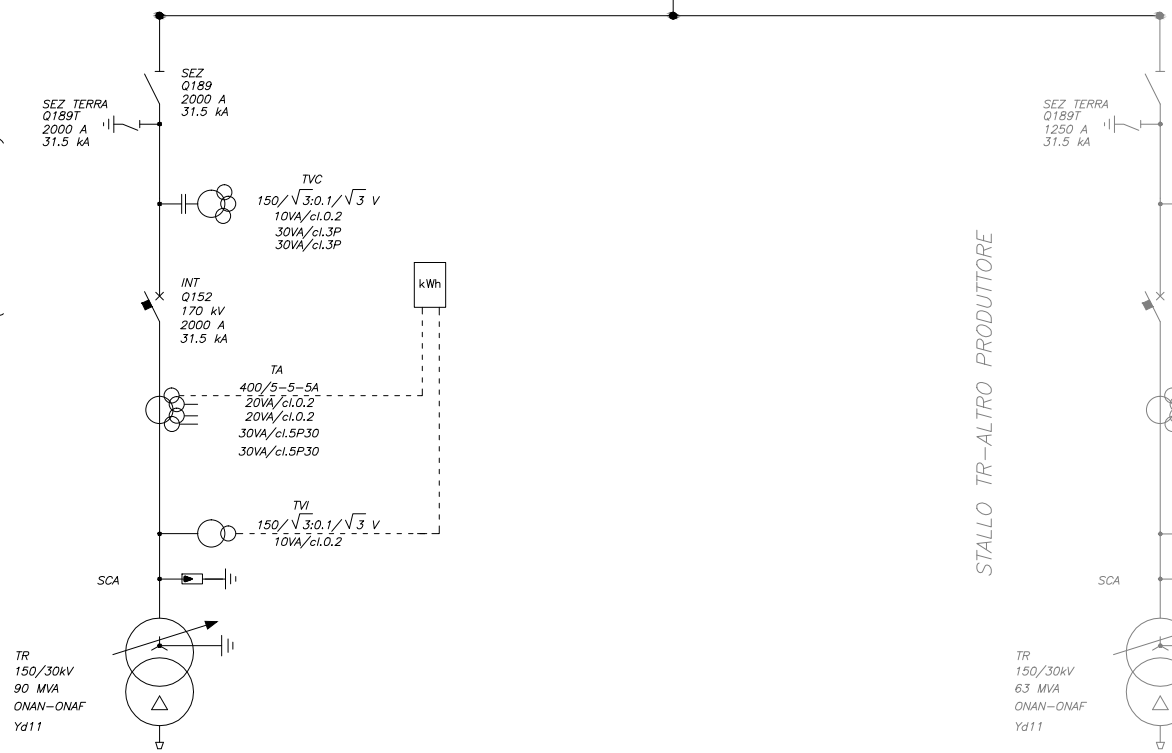 SEZ
Q189
2000 A
31.5 kA
SEZ TERRA
Q189T
2000 A
31.5 kA
TVC
150/√3:0.1/√3 V
10VA/cl.0.2
30VA/cl.3P
30VA/cl.3P
kWh
INT
Q152
170 kV
2000 A
31.5 kA
TA
400/5-5-5A
20VA/cl.0.2
20VA/cl.0.2
30VA/cl.5P30
30VA/cl.5P30
TVI
150/√3:0.1/√3 V
10VA/cl.0.2
SCA
TR
150/30kV
90 MVA
ONAN-ONAF
Yd11
STALLO TR-ALTRO PRODUTTORE
SEZ TERRA
Q189T
1250 A
31.5 kA
SCA
TR
150/30kV
63 MVA
ONAN-ONAF
Yd11